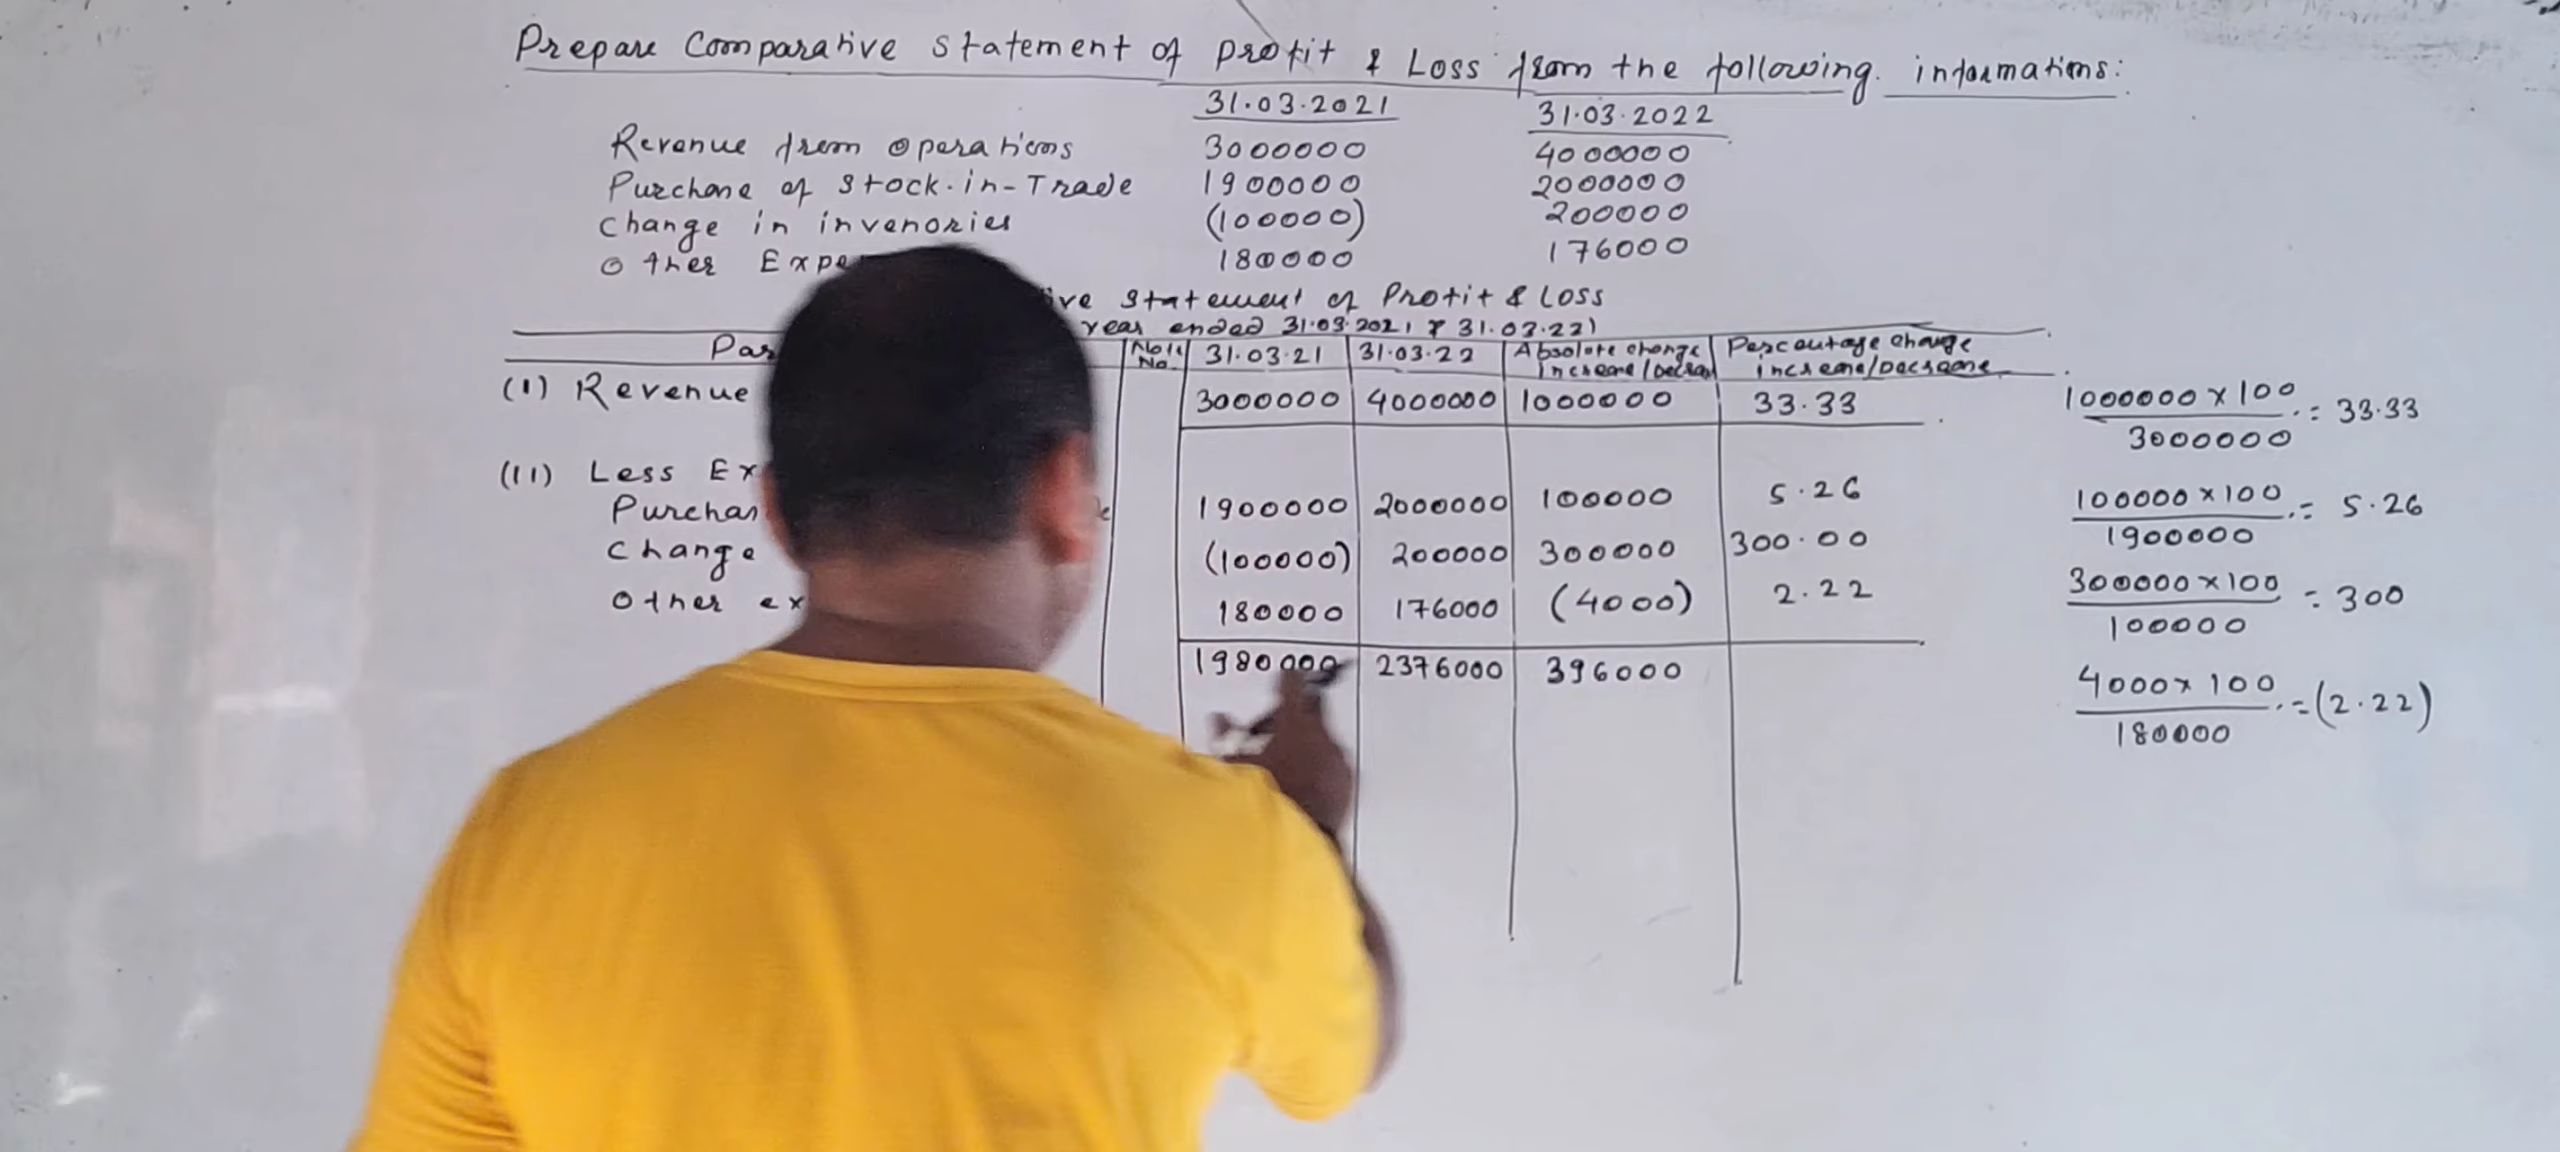 Prepare Comparative Statement of Profit & Loss from the following informations:
31.03.2021 31.03.2022
Revenue from Operations 3000000 4000000
Purchase of Stock-in-Trade 1900000 2000000
Change in invenories (100000) 200000
Other Expe 180000 176000
ive Statement of Profit & Loss
year ended 31.03.2021 & 31.03.22)
Par Note No. 31.03.21 31.03.22 Absolute change Increase/Decrea Percentage change increase/Decrease
(I) Revenue 3000000 4000000 1000000 33.33
(II) Less Ex
Purchas e 1900000 2000000 100000 5.26
Change (100000) 200000 300000 300.00
Other ex 180000 176000 (4000) 2.22
1980000 2376000 396000
1000000 × 100
3000000 = 33.33
100000 × 100
1900000 = 5.26
300000 × 100
100000 = 300
4000 × 100
180000 = (2.22)